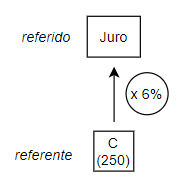 referido
Juro
x 6%
referente
C
(250)